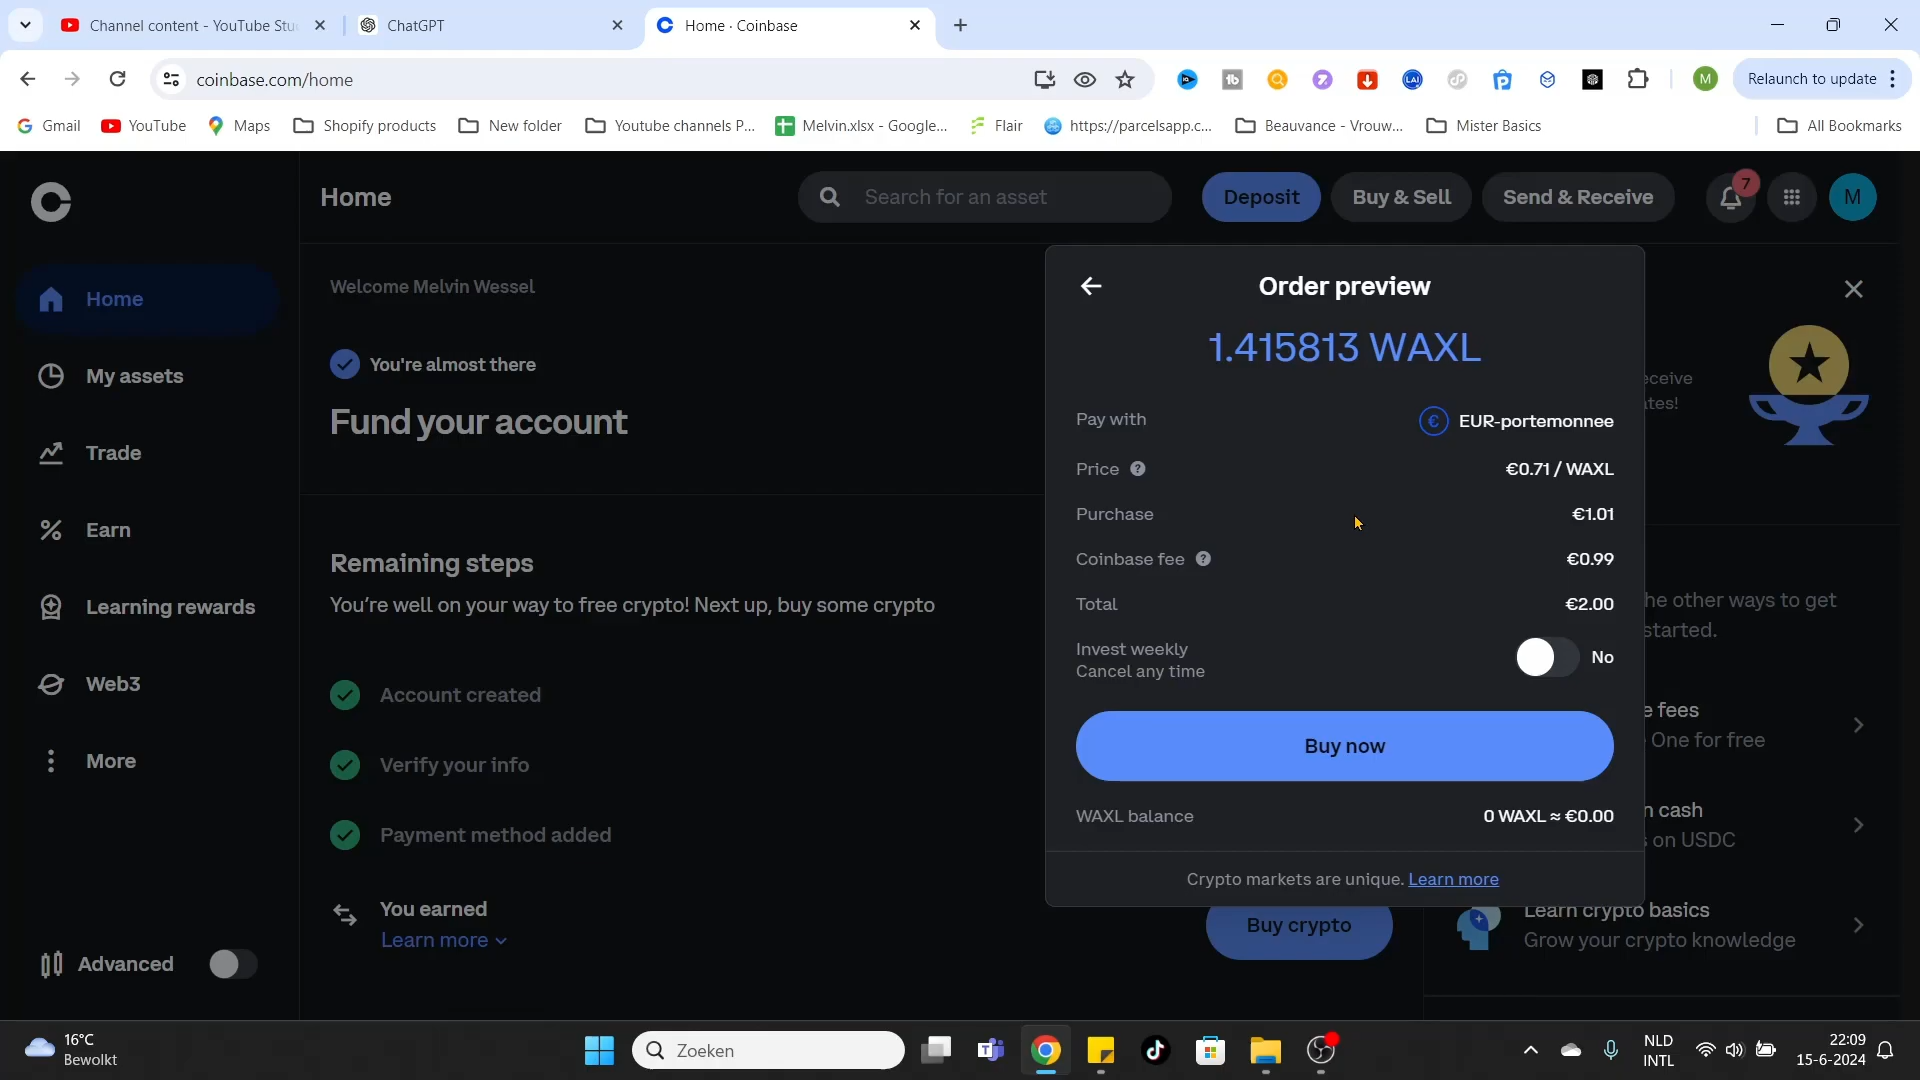 Channel content - YouTube Stu
ChatGPT
Home · Coinbase
coinbase.com/home
Relaunch to update
M
Gmail
YouTube
Maps
Shopify products
New folder
Youtube channels P...
Melvin.xlsx - Google...
Flair
https://parcelsapp.c...
Beauvance - Vrouw...
Mister Basics
All Bookmarks
Home
Search for an asset
Deposit
Buy & Sell
Send & Receive
7
M
Home
My assets
Trade
Earn
Learning rewards
Web3
More
Advanced
Welcome Melvin Wessel
You're almost there
Fund your account
Remaining steps
You're well on your way to free crypto! Next up, buy some crypto
Account created
Verify your info
Payment method added
You earned
Learn more
Buy crypto
Order preview
1.415813 WAXL
Pay with
€ EUR-portemonnee
Price ?
€0.71 / WAXL
Purchase
€1.01
Coinbase fee ?
€0.99
Total
€2.00
Invest weekly
Cancel any time
No
Buy now
WAXL balance
0 WAXL ≈ €0.00
Crypto markets are unique. Learn more
eceive
tes!
he other ways to get
started.
e fees
One for free
n cash
s on USDC
Learn crypto basics
Grow your crypto knowledge
16°C
Bewolkt
Zoeken
NLD
INTL
22:09
15-6-2024